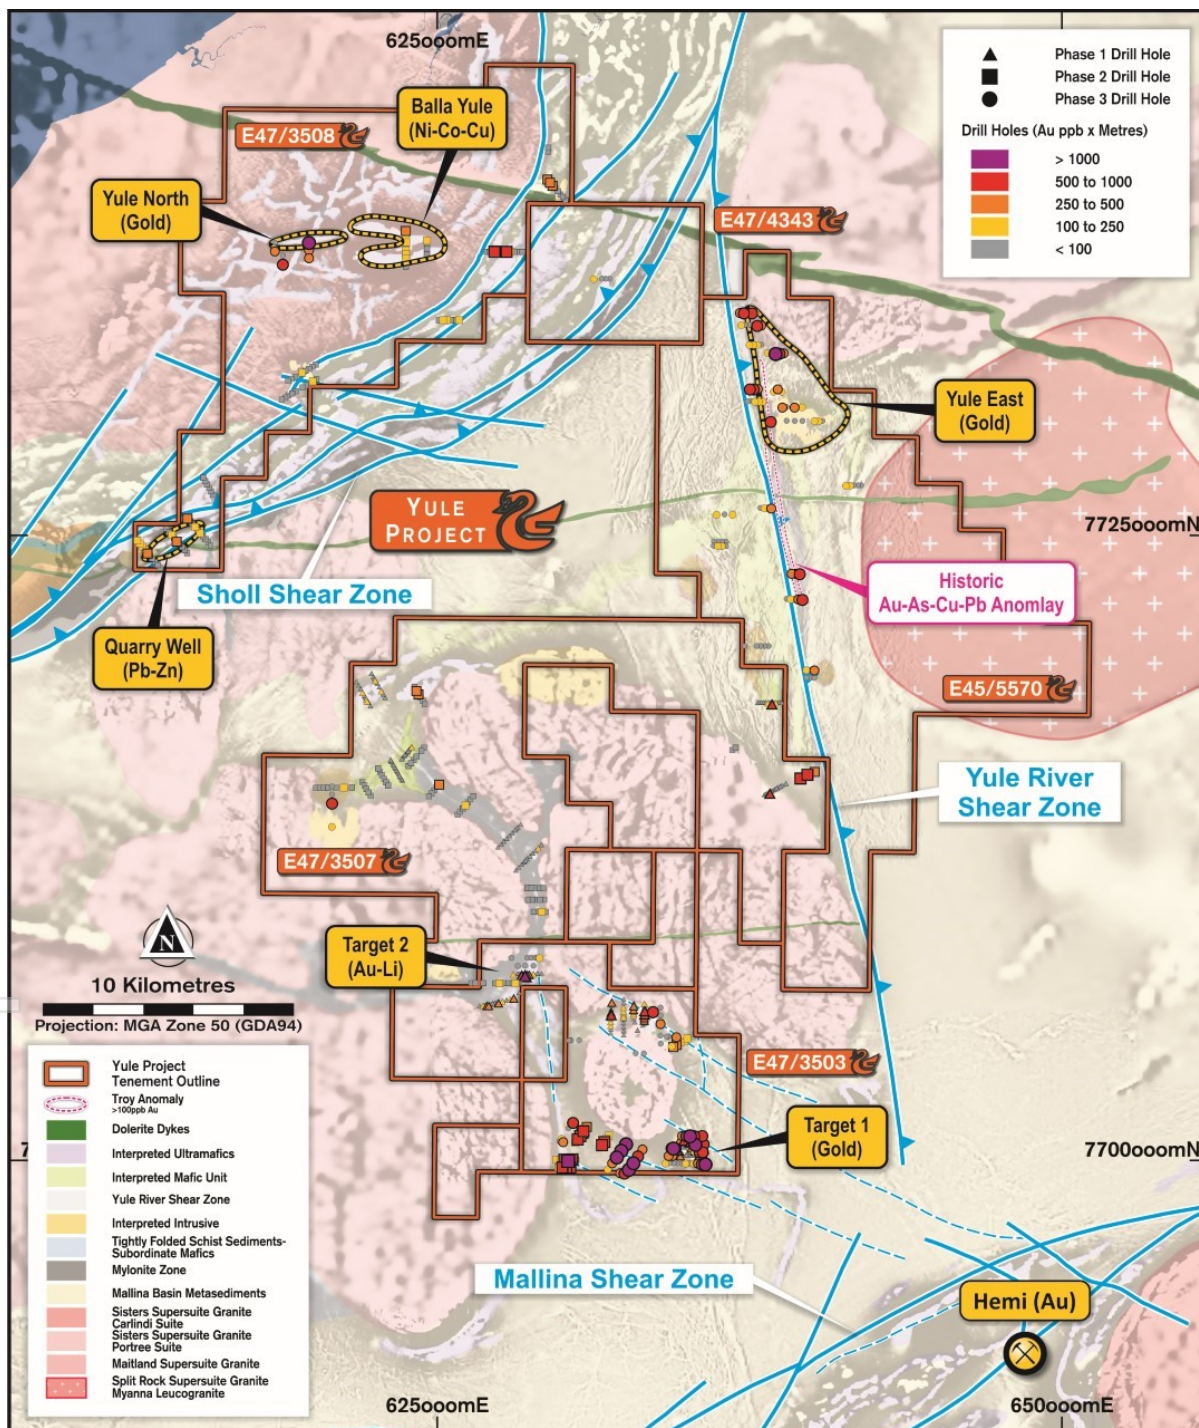 625000mE
Phase 1 Drill Hole
Phase 2 Drill Hole
Phase 3 Drill Hole
Drill Holes (Au ppb x Metres)
> 1000
500 to 1000
250 to 500
100 to 250
< 100
Balla Yule
(Ni-Co-Cu)
E47/3508
Yule North
(Gold)
E47/4343
Yule East
(Gold)
YULE
PROJECT
7725000mN
Sholl Shear Zone
Historic
Au-As-Cu-Pb Anomlay
Quarry Well
(Pb-Zn)
E45/5570
Yule River
Shear Zone
E47/3507
Target 2
(Au-Li)
N
10 Kilometres
Projection: MGA Zone 50 (GDA94)
E47/3503
Target 1
(Gold)
7
7700000mN
Yule Project
Tenement Outline
Troy Anomaly
>100ppb Au
Dolerite Dykes
Interpreted Ultramafics
Interpreted Mafic Unit
Yule River Shear Zone
Interpreted Intrusive
Tightly Folded Schist Sediments-
Subordinate Mafics
Mylonite Zone
Mallina Basin Metasediments
Sisters Supersuite Granite
Carlindi Suite
Sisters Supersuite Granite
Portree Suite
Maitland Supersuite Granite
Split Rock Supersuite Granite
Myanna Leucogranite
Mallina Shear Zone
Hemi (Au)
625000mE
650000mE